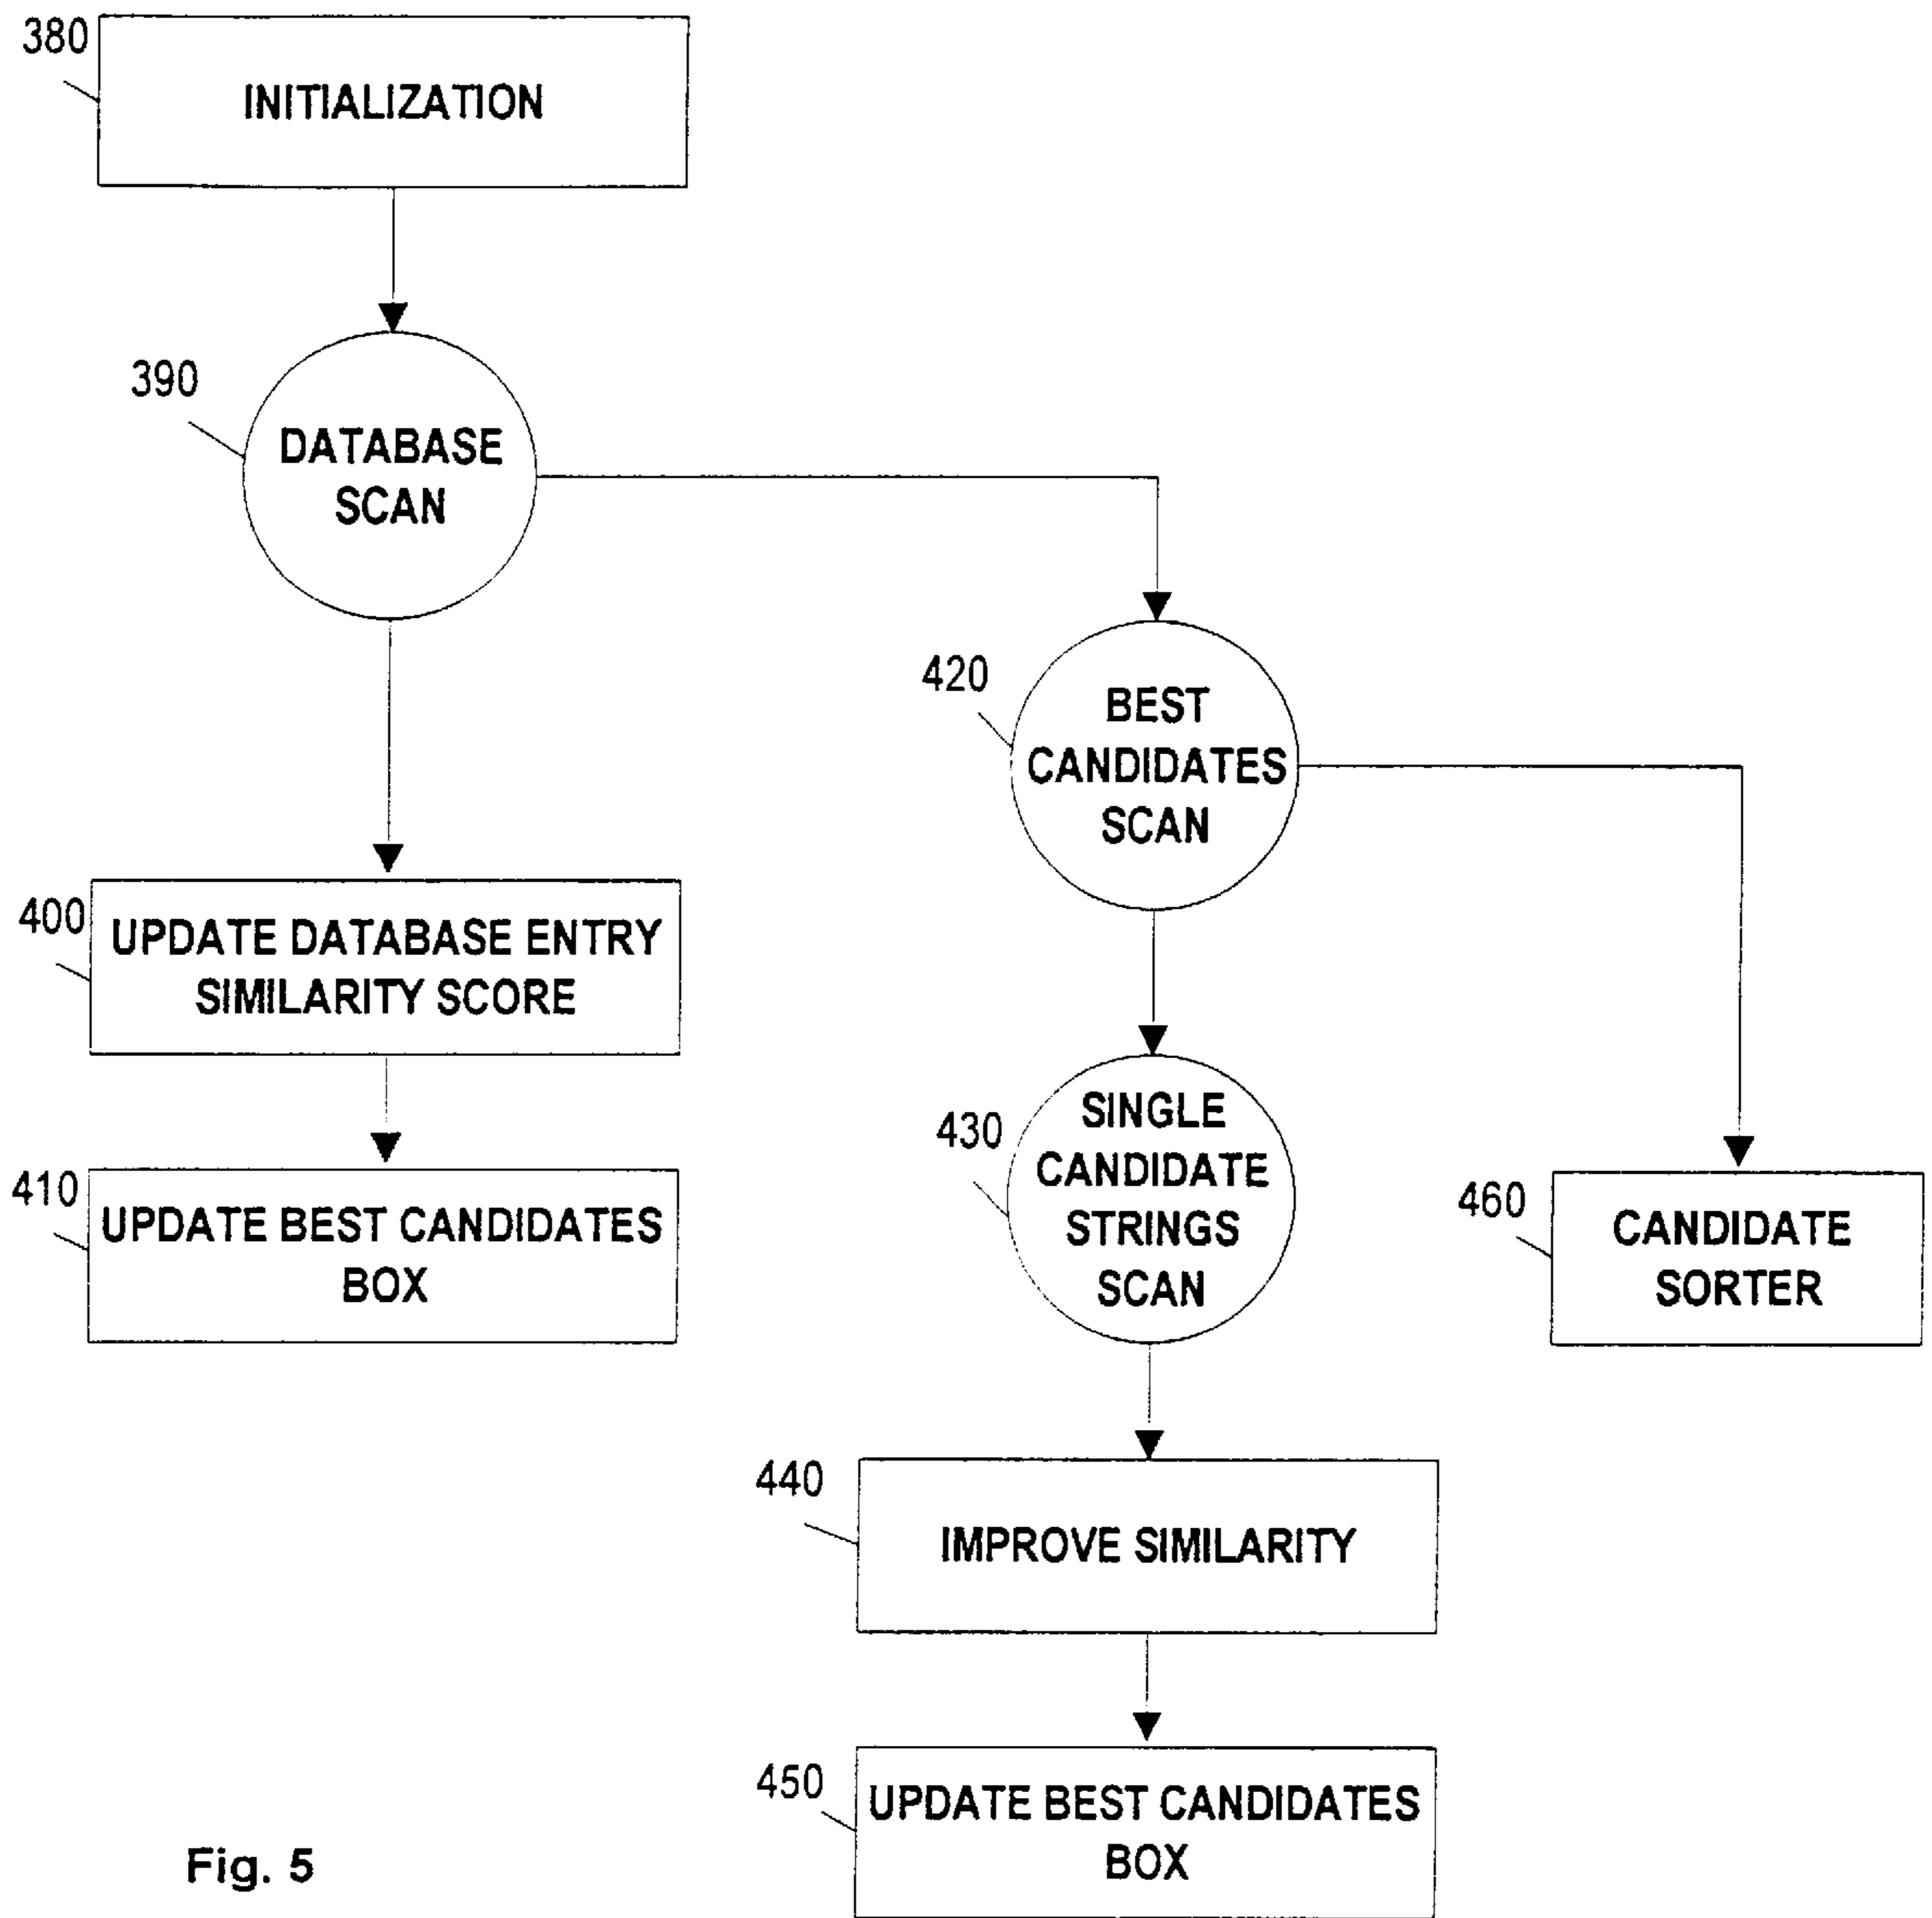 380
INITIALIZATION
390
DATABASE
SCAN
420
BEST
CANDIDATES
SCAN
400
UPDATE DATABASE ENTRY
SIMILARITY SCORE
410
UPDATE BEST CANDIDATES
BOX
430
SINGLE
CANDIDATE
STRINGS
SCAN
460
CANDIDATE
SORTER
440
IMPROVE SIMILARITY
450
UPDATE BEST CANDIDATES
BOX
Fig. 5